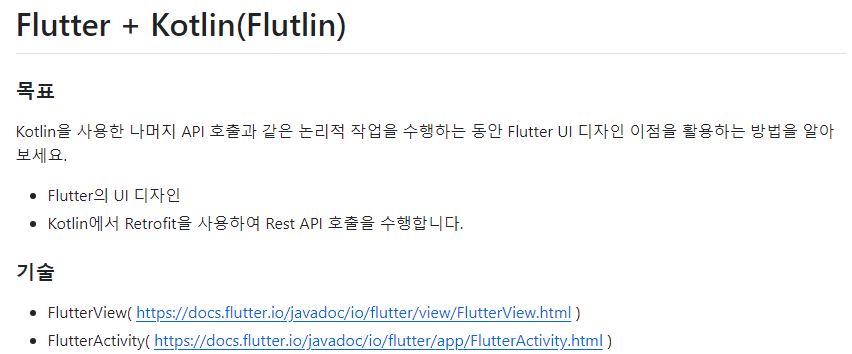 Flutter + Kotlin(Flutlin)
목표
Kotlin을 사용한 나머지 API 호출과 같은 논리적 작업을 수행하는 동안 Flutter UI 디자인 이점을 활용하는 방법을 알아
보세요.
• Flutter의 UI 디자인
• Kotlin에서 Retrofit을 사용하여 Rest API 호출을 수행합니다.
기술
• FlutterView( https://docs.flutter.io/javadoc/io/flutter/view/FlutterView.html )
• FlutterActivity( https://docs.flutter.io/javadoc/io/flutter/app/FlutterActivity.html )